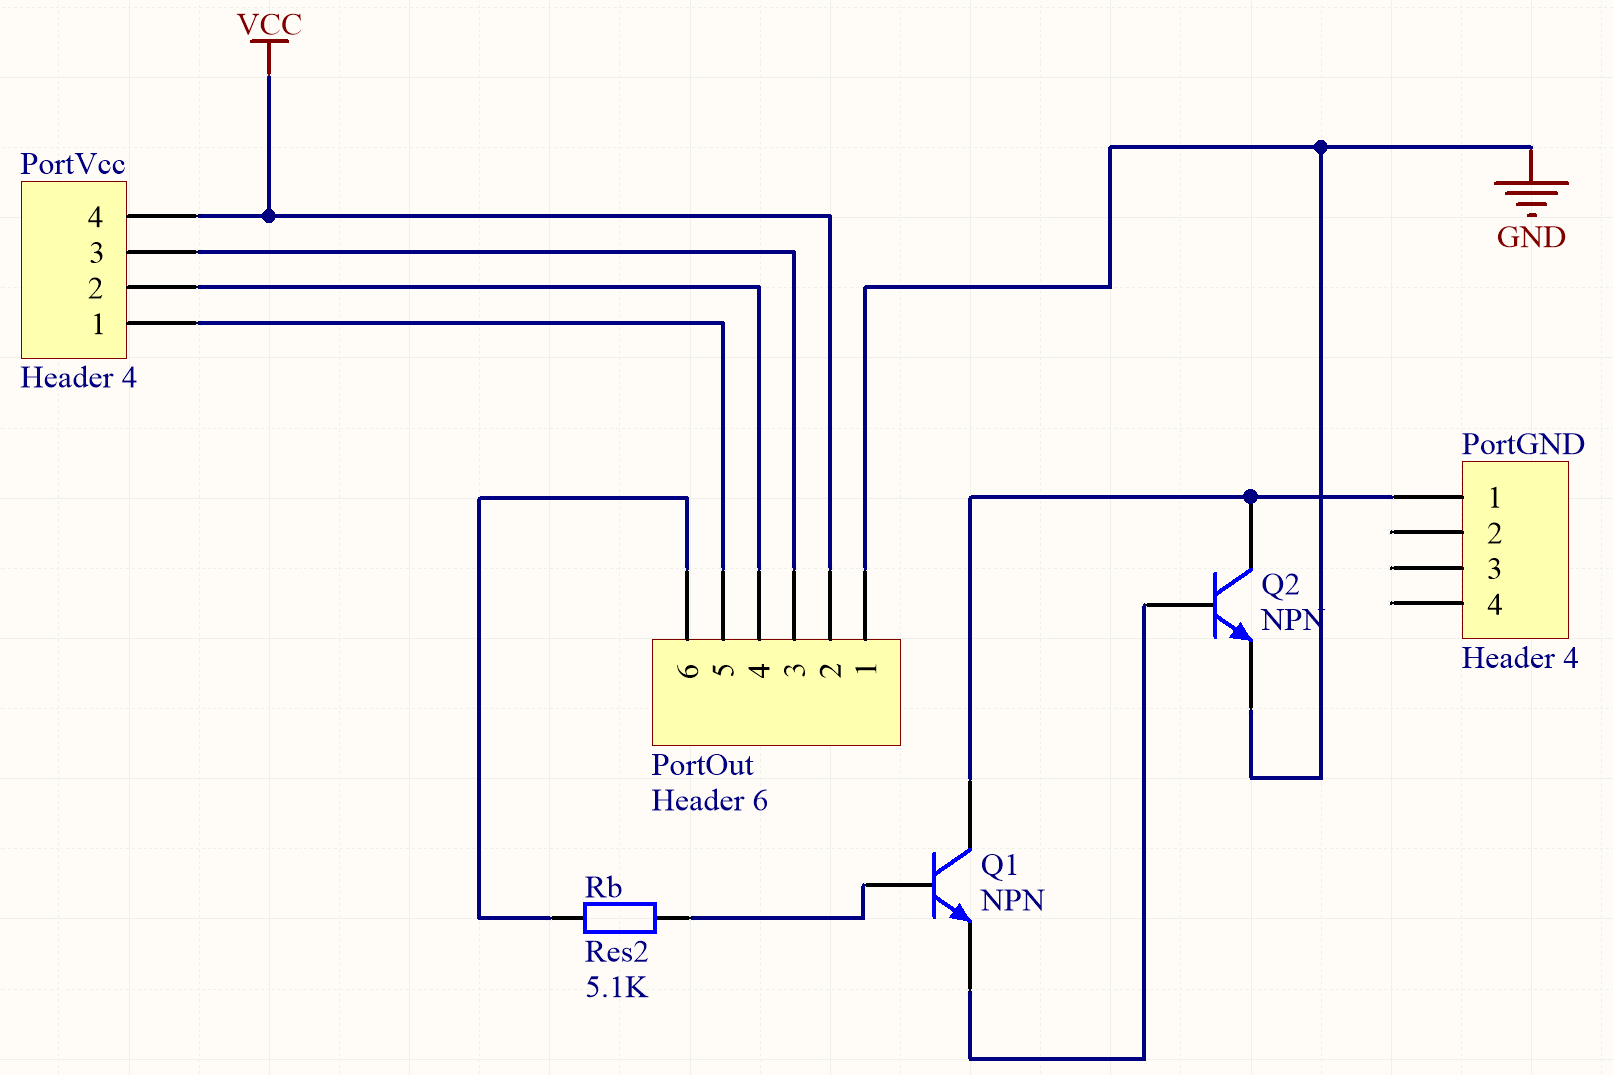 VCC
PortVcc
4
3
2
1
Header 4
GND
PortGND
1
2
3
4
Header 4
Q2
NPN
6 5 4 3 2 1
PortOut
Header 6
Q1
NPN
Rb
Res2
5.1K